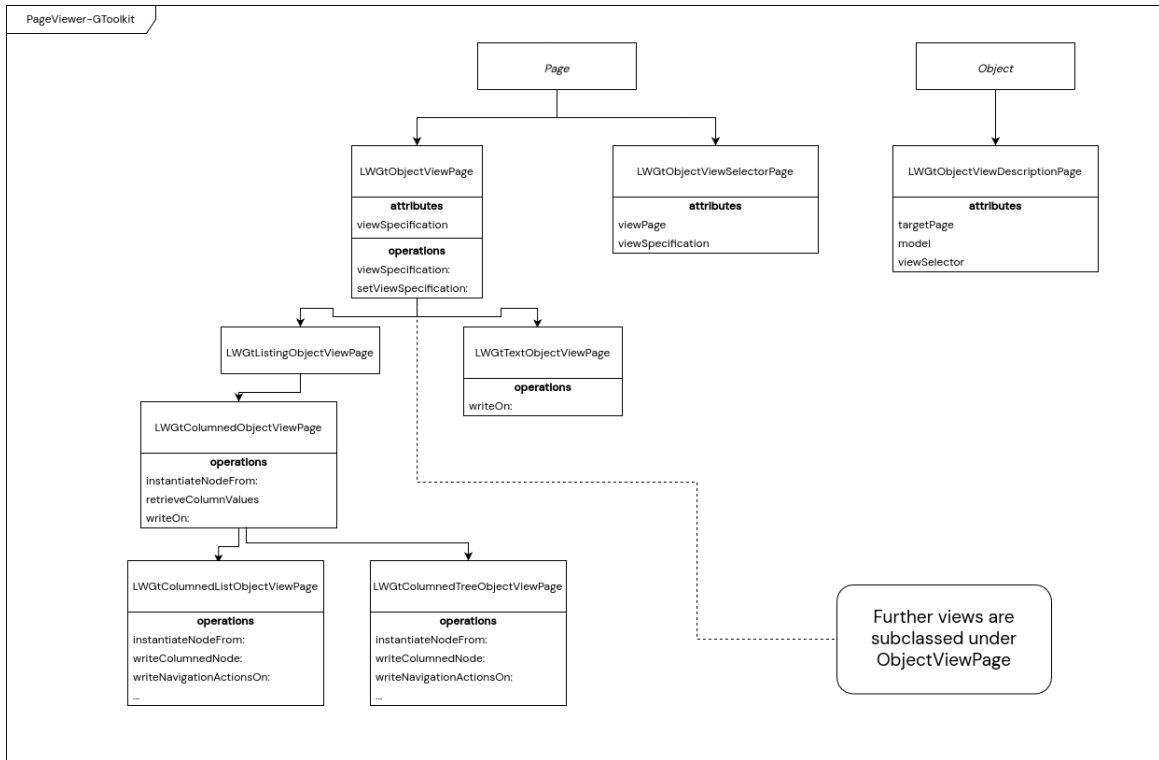 PageViewer-GToolkit
Page
Object
LWGtObjectViewPage
attributes
viewSpecification
operations
viewSpecification:
setViewSpecification:
LWGtObjectViewSelectorPage
attributes
viewPage
viewSpecification
LWGtObjectViewDescriptionPage
attributes
targetPage
model
viewSelector
LWGtListingObjectViewPage
LWGtTextObjectViewPage
operations
writeOn:
LWGtColumnedObjectViewPage
operations
instantiateNodeFrom:
retrieveColumnValues
writeOn:
LWGtColumnedListObjectViewPage
operations
instantiateNodeFrom:
writeColumnedNode:
writeNavigationActionsOn:
...
LWGtColumnedTreeObjectViewPage
operations
instantiateNodeFrom:
writeColumnedNode:
writeNavigationActionsOn:
...
Further views are
subclassed under
ObjectViewPage